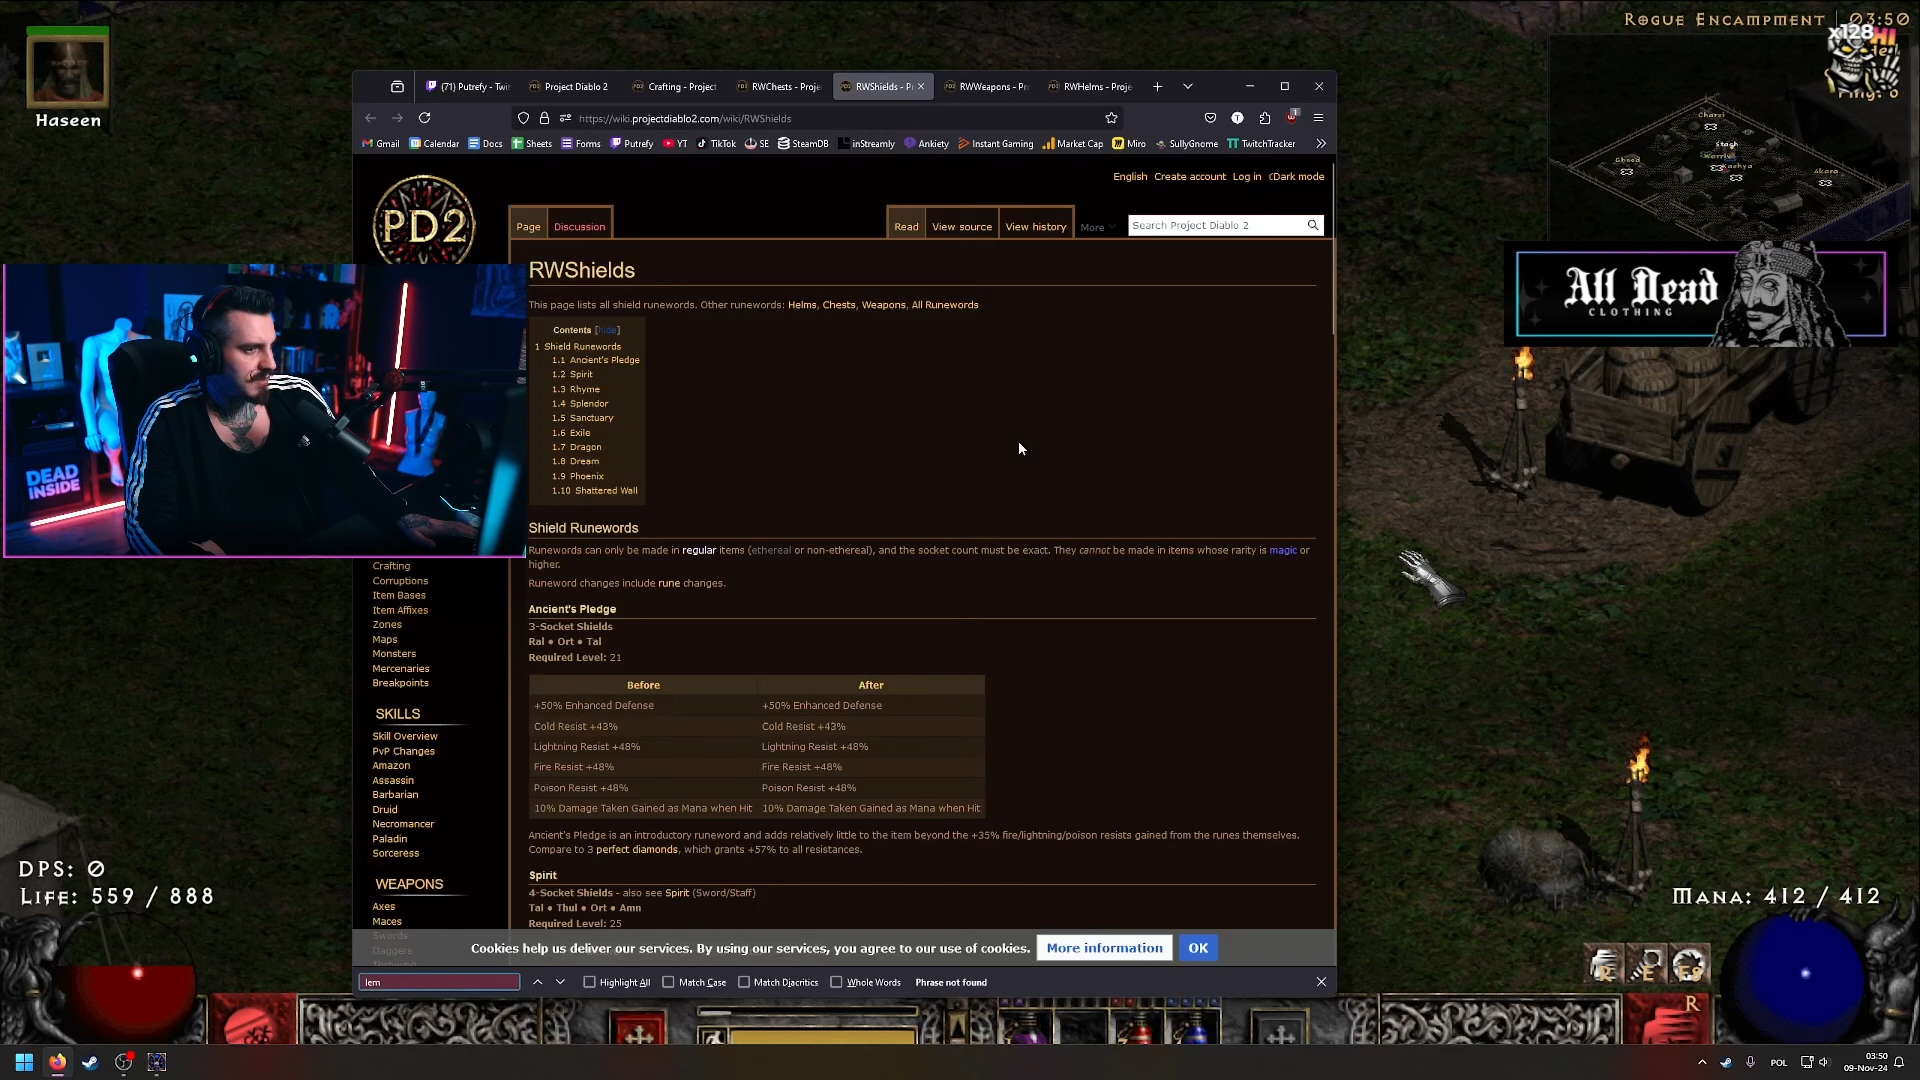 ROGUE ENCAMPMENT | 03:50
x128
Haseen
(71) Putrefy - Twit
Project Diablo 2
Crafting - Project
RWChests - Proje
RWShields - P
RWWeapons - Pr
RWHelms - Proje
https://wiki.projectdiablo2.com/wiki/RWShields
Gmail
Calendar
Docs
Sheets
Forms
Putrefy
YT
TikTok
SE
SteamDB
inStreamly
Ankiety
Instant Gaming
Market Cap
Miro
SullyGnome
TwitchTracker
English Create account Log in Dark mode
PD2
Page
Discussion
Read
View source
View history
More
Search Project Diablo 2
RWShields
This page lists all shield runewords. Other runewords: Helms, Chests, Weapons, All Runewords
Contents [hide]
1 Shield Runewords
1.1 Ancient's Pledge
1.2 Spirit
1.3 Rhyme
1.4 Splendor
1.5 Sanctuary
1.6 Exile
1.7 Dragon
1.8 Dream
1.9 Phoenix
1.10 Shattered Wall
Shield Runewords
Runewords can only be made in regular items (ethereal or non-ethereal), and the socket count must be exact. They cannot be made in items whose rarity is magic or
higher.
Runeword changes include rune changes.
Ancient's Pledge
3-Socket Shields
Ral • Ort • Tal
Required Level: 21
Before After
+50% Enhanced Defense +50% Enhanced Defense
Cold Resist +43% Cold Resist +43%
Lightning Resist +48% Lightning Resist +48%
Fire Resist +48% Fire Resist +48%
Poison Resist +48% Poison Resist +48%
10% Damage Taken Gained as Mana when Hit 10% Damage Taken Gained as Mana when Hit
Ancient's Pledge is an introductory runeword and adds relatively little to the item beyond the +35% fire/lightning/poison resists gained from the runes themselves.
Compare to 3 perfect diamonds, which grants +57% to all resistances.
Spirit
4-Socket Shields - also see Spirit (Sword/Staff)
Tal • Thul • Ort • Amn
Required Level: 25
Crafting
Corruptions
Item Bases
Item Affixes
Zones
Maps
Monsters
Mercenaries
Breakpoints
SKILLS
Skill Overview
PvP Changes
Amazon
Assassin
Barbarian
Druid
Necromancer
Paladin
Sorceress
WEAPONS
Axes
Maces
Swords
Daggers
Cookies help us deliver our services. By using our services, you agree to our use of cookies.
More information
OK
lem
Highlight All
Match Case
Match Diacritics
Whole Words
Phrase not found
DEAD
INSIDE
All Dead
CLOTHING
Charsi
Stash
Gheed
Warriv
Kashya
Akara
DPS: 0
LIFE: 559 / 888
MANA: 412 / 412
R
E
F8
R
POL
03:50
09-Nov-24